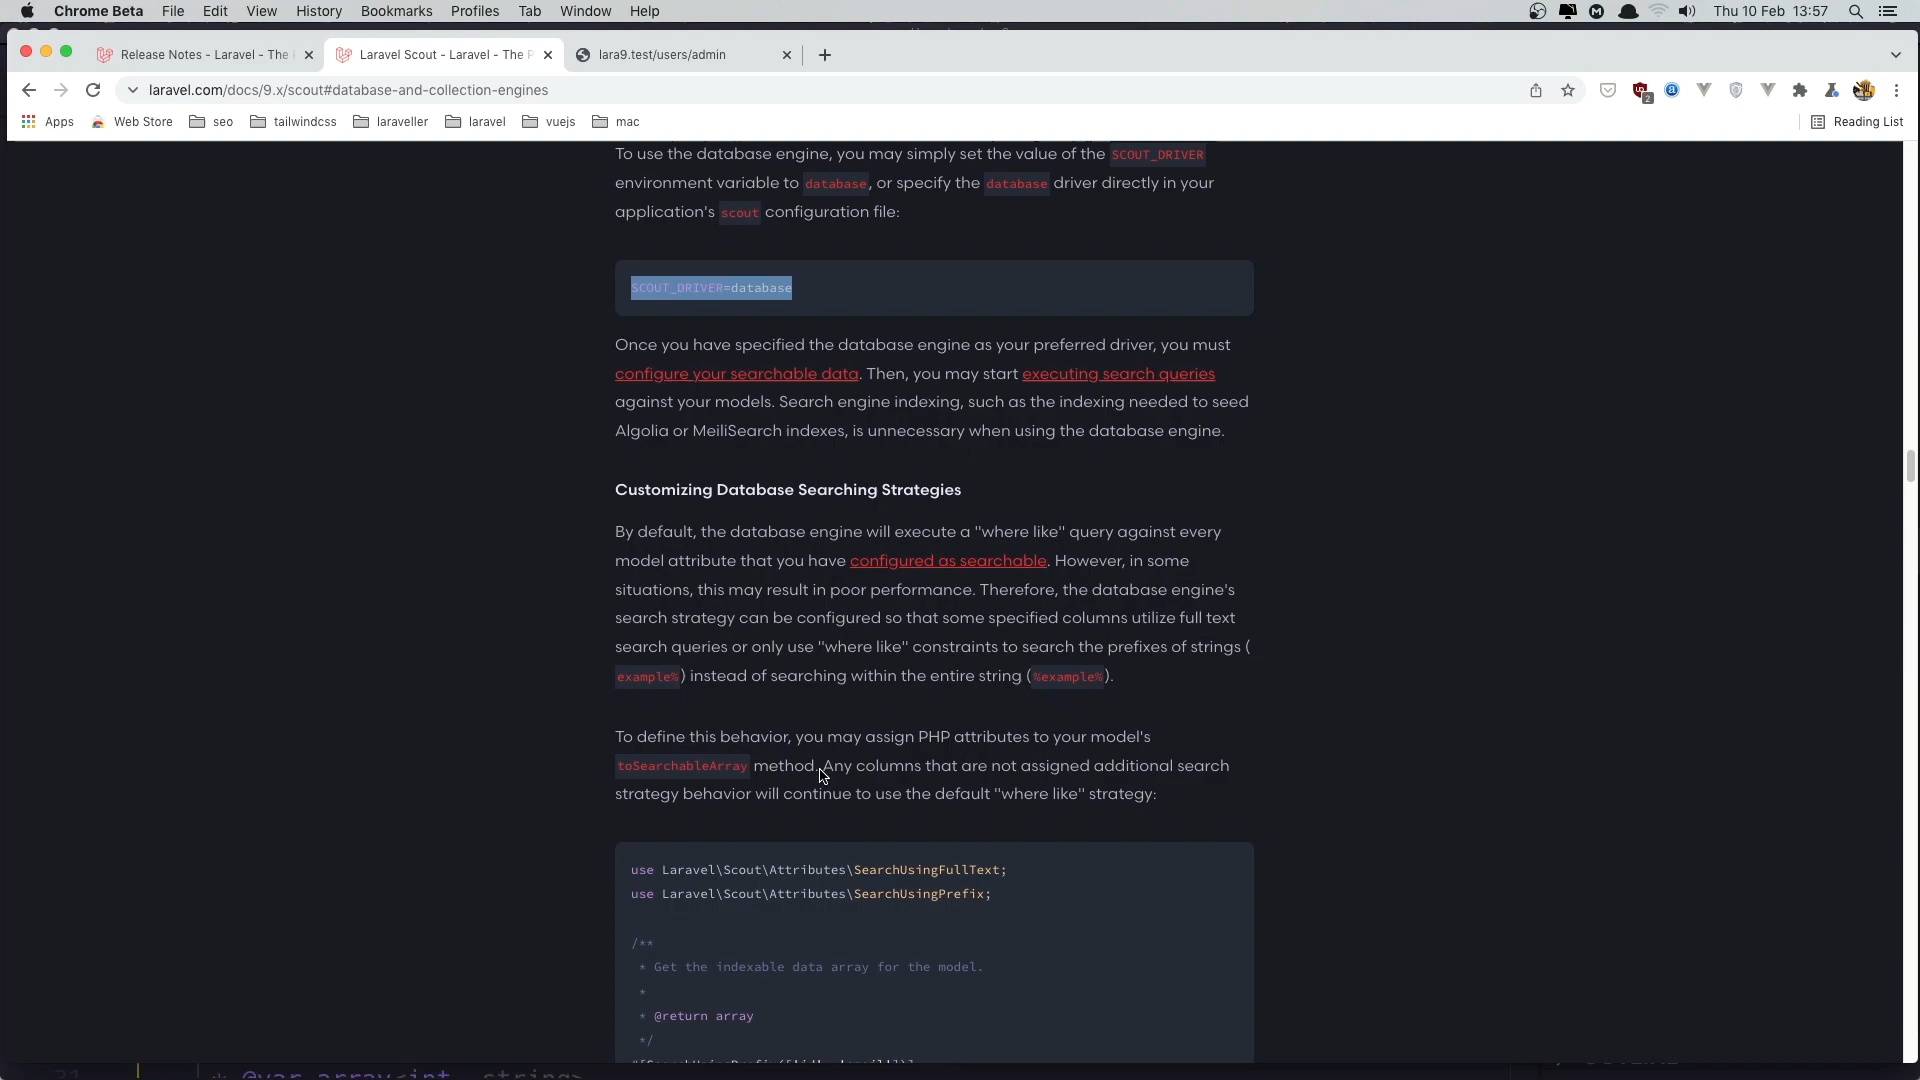 Chrome Beta File Edit View History Bookmarks Profiles Tab Window Help Thu 10 Feb 13:57
Release Notes - Laravel - The Laravel Scout - Laravel - The P lara9.test/users/admin
laravel.com/docs/9.x/scout#database-and-collection-engines 2
Apps Web Store seo tailwindcss laraveller laravel vuejs mac Reading List
To use the database engine, you may simply set the value of the SCOUT_DRIVER
environment variable to database, or specify the database driver directly in your
application's scout configuration file:
SCOUT_DRIVER=database
Once you have specified the database engine as your preferred driver, you must
configure your searchable data. Then, you may start executing search queries
against your models. Search engine indexing, such as the indexing needed to seed
Algolia or MeiliSearch indexes, is unnecessary when using the database engine.
Customizing Database Searching Strategies
By default, the database engine will execute a "where like" query against every
model attribute that you have configured as searchable. However, in some
situations, this may result in poor performance. Therefore, the database engine's
search strategy can be configured so that some specified columns utilize full text
search queries or only use "where like" constraints to search the prefixes of strings (
example%) instead of searching within the entire string (%example%).
To define this behavior, you may assign PHP attributes to your model's
toSearchableArray method. Any columns that are not assigned additional search
strategy behavior will continue to use the default "where like" strategy:
use Laravel\Scout\Attributes\SearchUsingFullText;
use Laravel\Scout\Attributes\SearchUsingPrefix;
/**
* Get the indexable data array for the model.
*
* @return array
*/
31 * @var array<int, string>